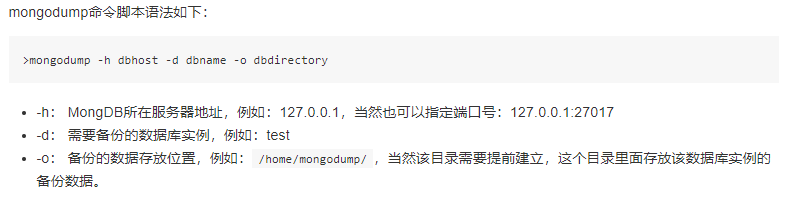 mongodump命令脚本语法如下：
>mongodump -h dbhost -d dbname -o dbdirectory
-h： MongDB所在服务器地址，例如：127.0.0.1，当然也可以指定端口号：127.0.0.1:27017
-d： 需要备份的数据库实例，例如：test
-o： 备份的数据存放位置，例如： /home/mongodump/ ，当然该目录需要提前建立，这个目录里面存放该数据库实例的
备份数据。